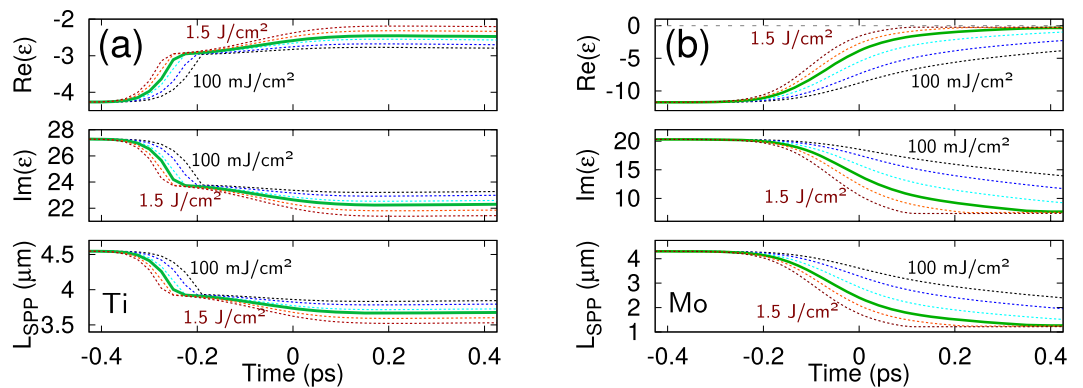 (a)
Re(ε)
-2
-3
-4
1.5 J/cm²
100 mJ/cm²
Im(ε)
28
26
24
22
100 mJ/cm²
1.5 J/cm²
L_SPP (μm)
4.5
4
3.5
100 mJ/cm²
Ti
1.5 J/cm²
-0.4 -0.2 0 0.2 0.4
Time (ps)
(b)
Re(ε)
0
-5
-10
1.5 J/cm²
100 mJ/cm²
Im(ε)
20
15
10
100 mJ/cm²
1.5 J/cm²
L_SPP (μm)
4
3
2
1
100 mJ/cm²
Mo
1.5 J/cm²
-0.4 -0.2 0 0.2 0.4
Time (ps)